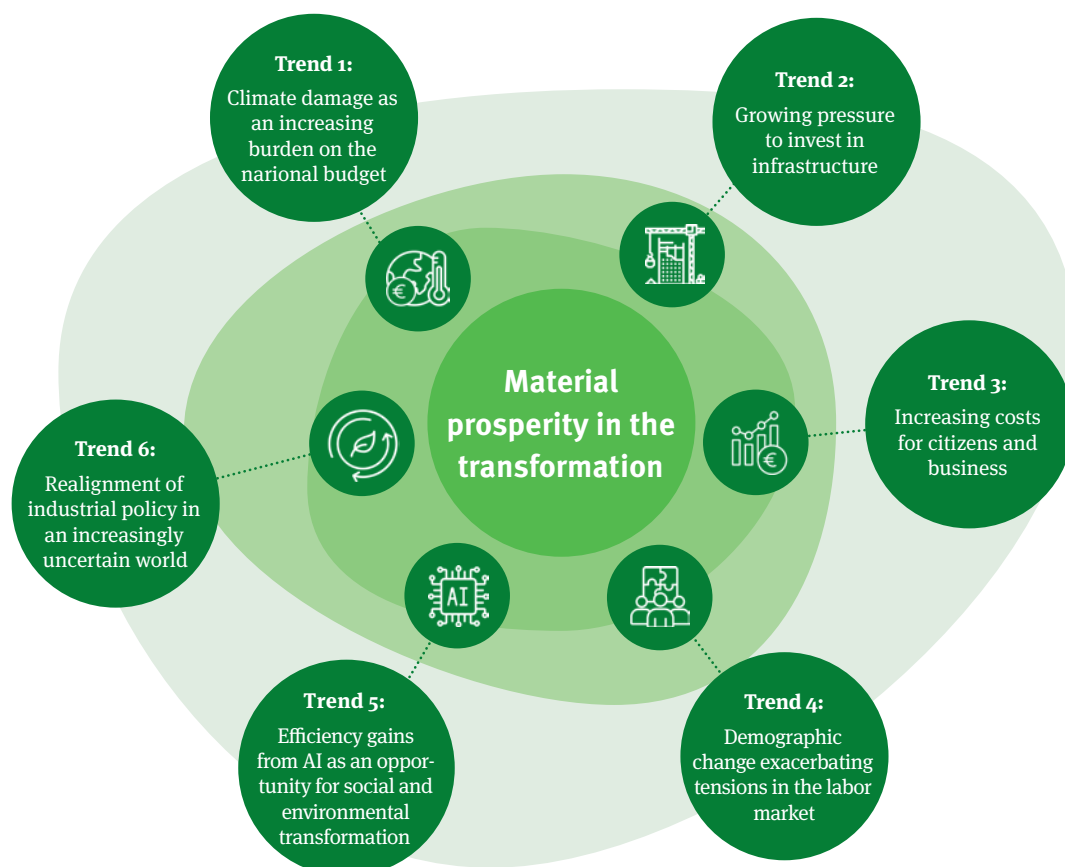 Trend 1:
Climate damage as
an increasing
burden on the
narional budget
Trend 2:
Growing pressure
to invest in
infrastructure
€
Material
prosperity in the
transformation
Trend 3:
Increasing costs
for citizens and
business
€
Trend 6:
Realignment of
industrial policy in
an increasingly
uncertain world
AI
Trend 5:
Efficiency gains
from AI as an oppor-
tunity for social and
environmental
transformation
Trend 4:
Demographic
change exacerbating
tensions in the labor
market